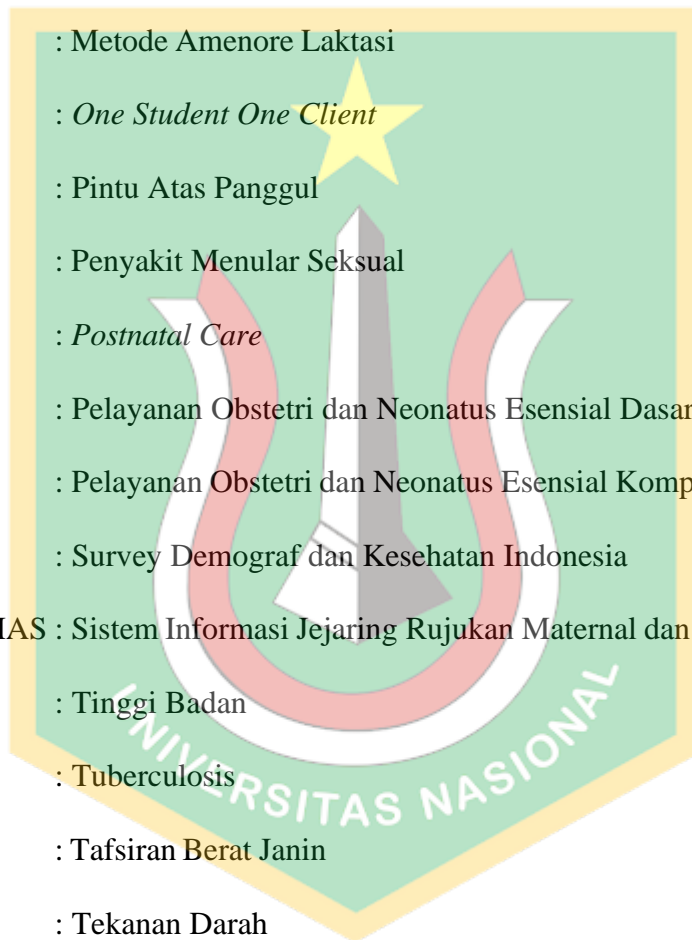 : Metode Amenore Laktasi
: One Student One Client
: Pintu Atas Panggul
: Penyakit Menular Seksual
: Postnatal Care
: Pelayanan Obstetri dan Neonatus Esensial Dasar
: Pelayanan Obstetri dan Neonatus Esensial Komp
: Survey Demograf dan Kesehatan Indonesia
IAS : Sistem Informasi Jejaring Rujukan Maternal dan
: Tinggi Badan
: Tuberculosis
: Tafsiran Berat Janin
: Tekanan Darah
UNIVERSITAS NASIONAL